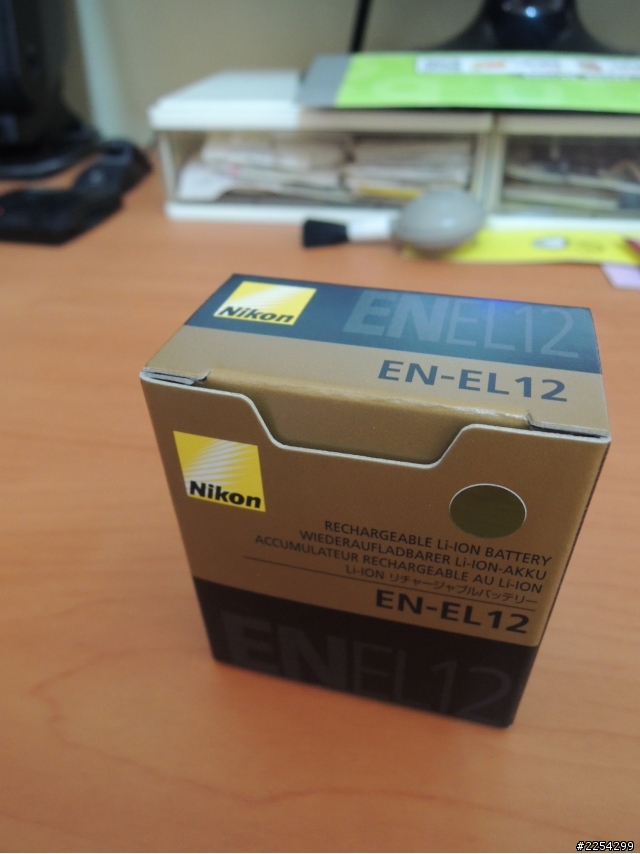 Nikon
ENEL12
EN-EL12
Nikon
RECHARGEABLE Li-ION BATTERY
WIEDERAUFLADBARER Li-ION-AKKU
ACCUMULATEUR RECHARGEABLE AU Li-ION
Li-ION リチャージャブルバッテリー
EN-EL12
ENEL12
#2254299